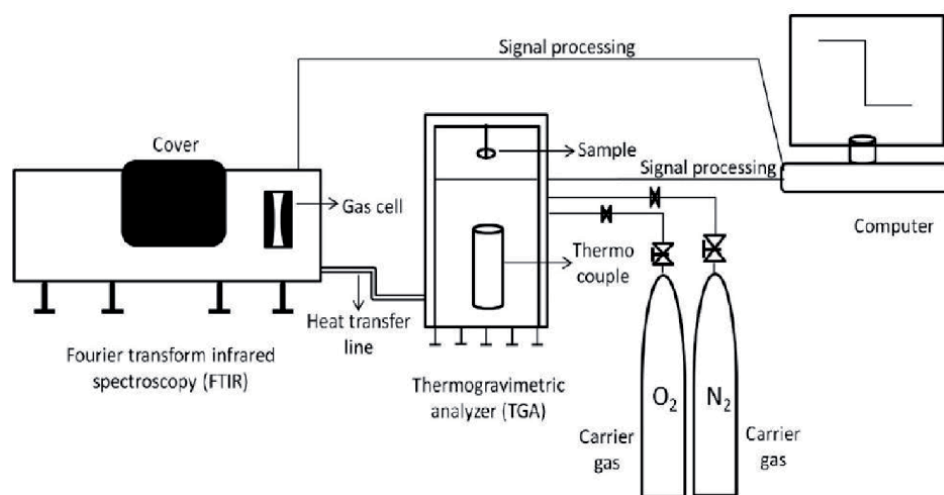 Signal processing
Cover
Sample
Signal processing
Gas cell
Computer
Thermo
couple
Heat transfer
line
Fourier transform infrared
spectroscopy (FTIR)
Thermogravimetric
analyzer (TGA)
O₂
N₂
Carrier
gas
Carrier
gas